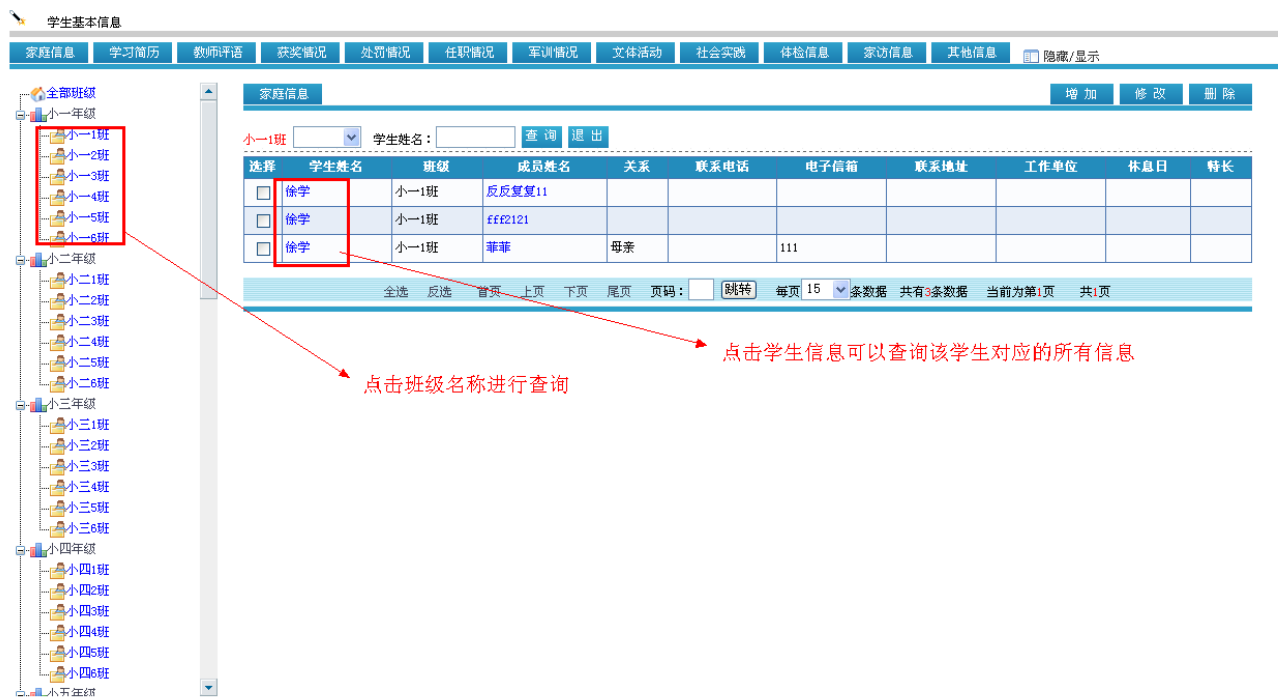 学生基本信息
家庭信息 学习简历 教师评语 获奖情况 处罚情况 任职情况 军训情况 文体活动 社会实践 体检信息 家访信息 其他信息 隐藏/显示
全部班级
小一年级
小一1班
小一2班
小一3班
小一4班
小一5班
小一6班
小二年级
小二1班
小二2班
小二3班
小二4班
小二5班
小二6班
小三年级
小三1班
小三2班
小三3班
小三4班
小三5班
小三6班
小四年级
小四1班
小四2班
小四3班
小四4班
小四5班
小四6班
小五年级
家庭信息 增 加 修 改 删 除
小一1班 学生姓名： 查 询 退 出
选择 学生姓名 班级 成员姓名 关系 联系电话 电子信箱 联系地址 工作单位 休息日 特长
徐学 小一1班 反反复复11
徐学 小一1班 fff2121
徐学 小一1班 菲菲 母亲 111
全选 反选 首页 上页 下页 尾页 页码： 跳转 每页 15 条数据 共有3条数据 当前为第1页 共1页
点击学生信息可以查询该学生对应的所有信息
点击班级名称进行查询